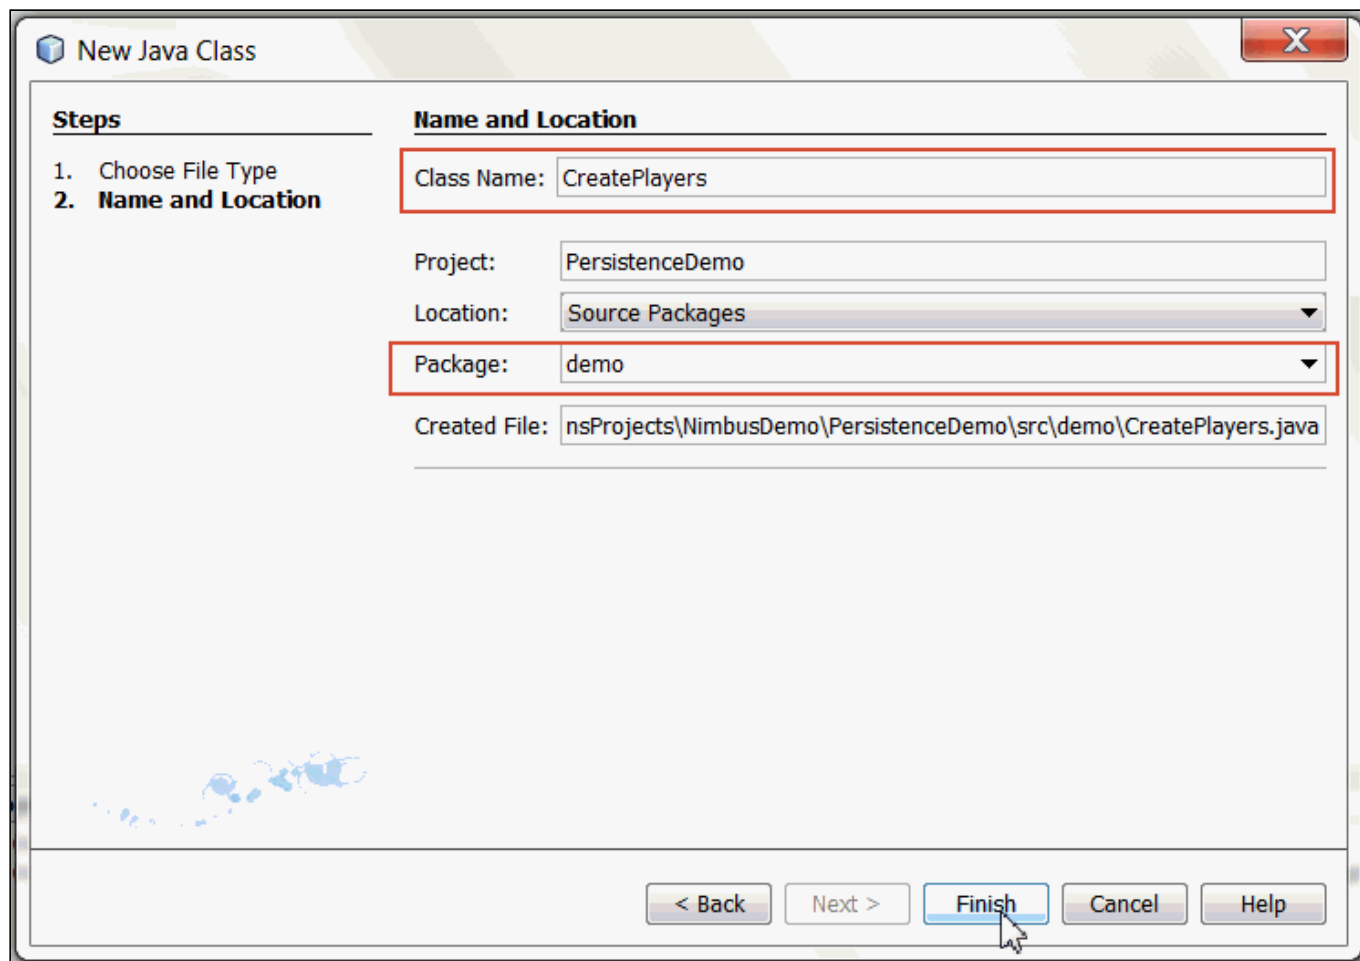 New Java Class
Steps
1. Choose File Type
2. Name and Location
Name and Location
Class Name: CreatePlayers
Project: PersistenceDemo
Location: Source Packages
Package: demo
Created File: nsProjects\NimbusDemo\PersistenceDemo\src\demo\CreatePlayers.java
< Back Next > Finish Cancel Help